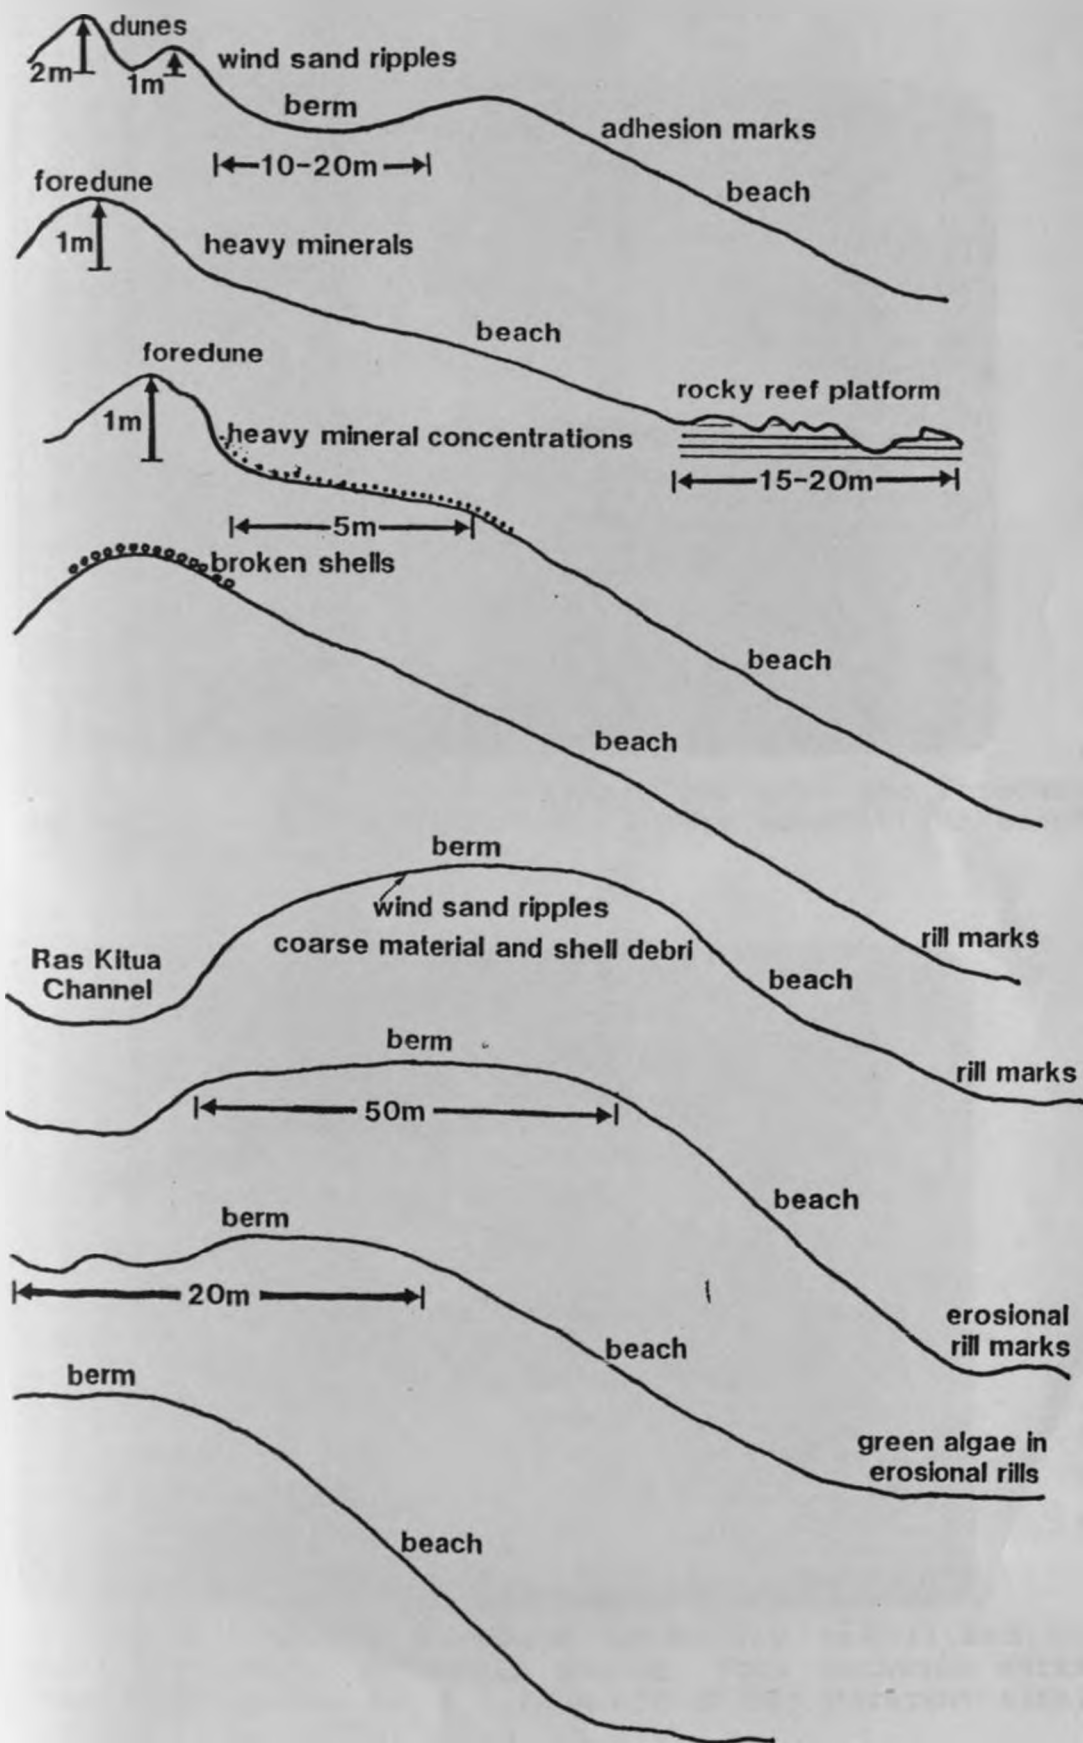 dunes
2m
1m
wind sand ripples
berm
adhesion marks
10-20m
beach
foredune
1m
heavy minerals
beach
foredune
rocky reef platform
1m
heavy mineral concentrations
15-20m
5m
broken shells
beach
beach
berm
wind sand ripples
coarse material and shell debri
rill marks
Ras Kitua
Channel
beach
berm
rill marks
50m
beach
berm
20m
erosional
rill marks
beach
berm
green algae in
erosional rills
beach